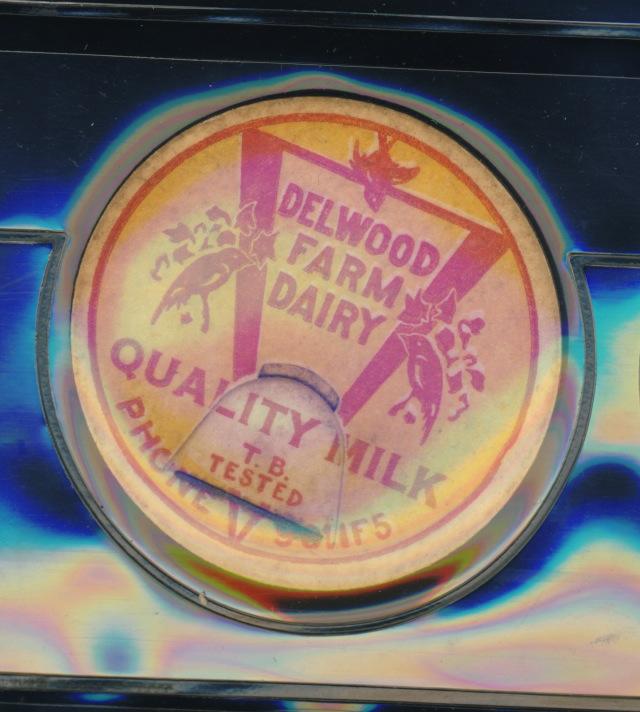 DELWOOD
FARM
DAIRY
QUALITY MILK
T.B.
TESTED
PHONE